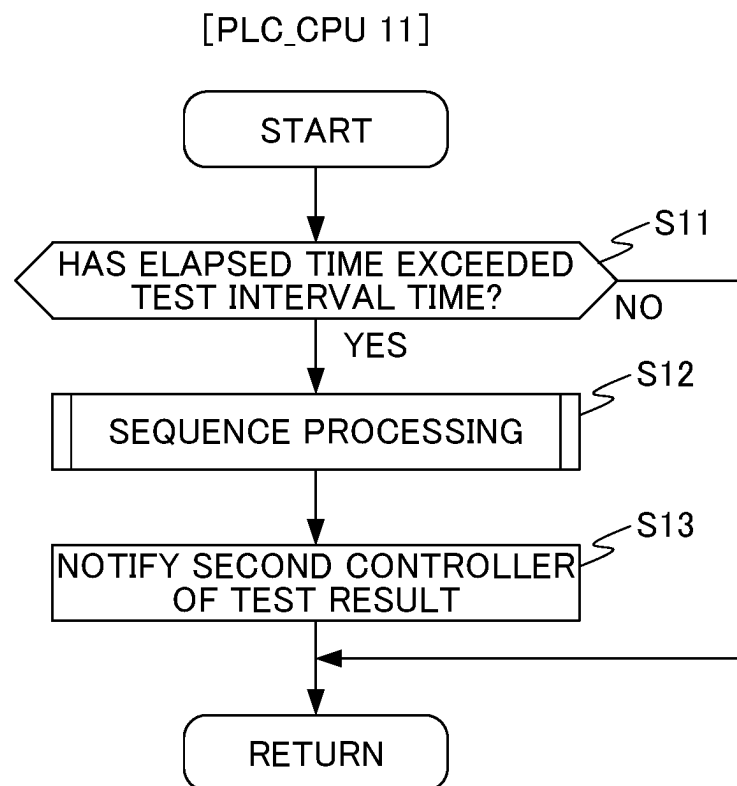 [PLC_CPU 11]
START
S11
HAS ELAPSED TIME EXCEEDED
TEST INTERVAL TIME?
NO
YES
S12
SEQUENCE PROCESSING
S13
NOTIFY SECOND CONTROLLER
OF TEST RESULT
RETURN